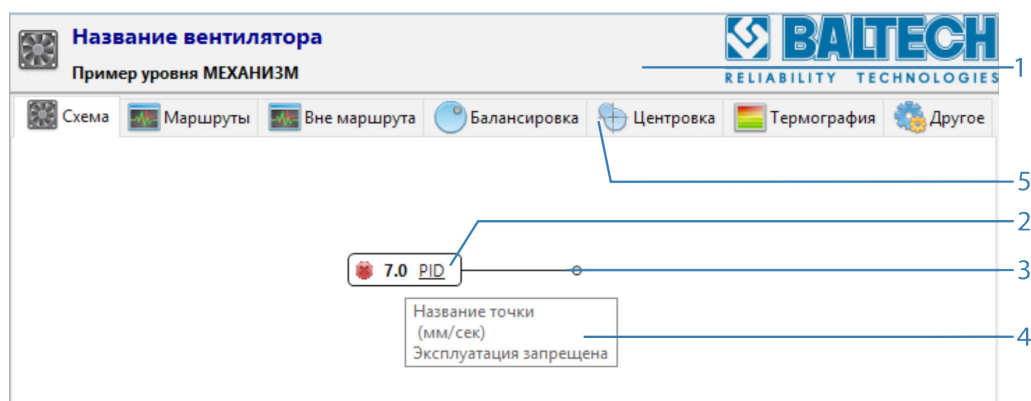 Название вентилятора
Пример уровня МЕХАНИЗМ
BALTECH
RELIABILITY TECHNOLOGIES
1
Схема Маршруты Вне маршрута Балансировка Центровка Термография Другое
5
2
7.0 PID
3
Название точки
(мм/сек)
4
Эксплуатация запрещена